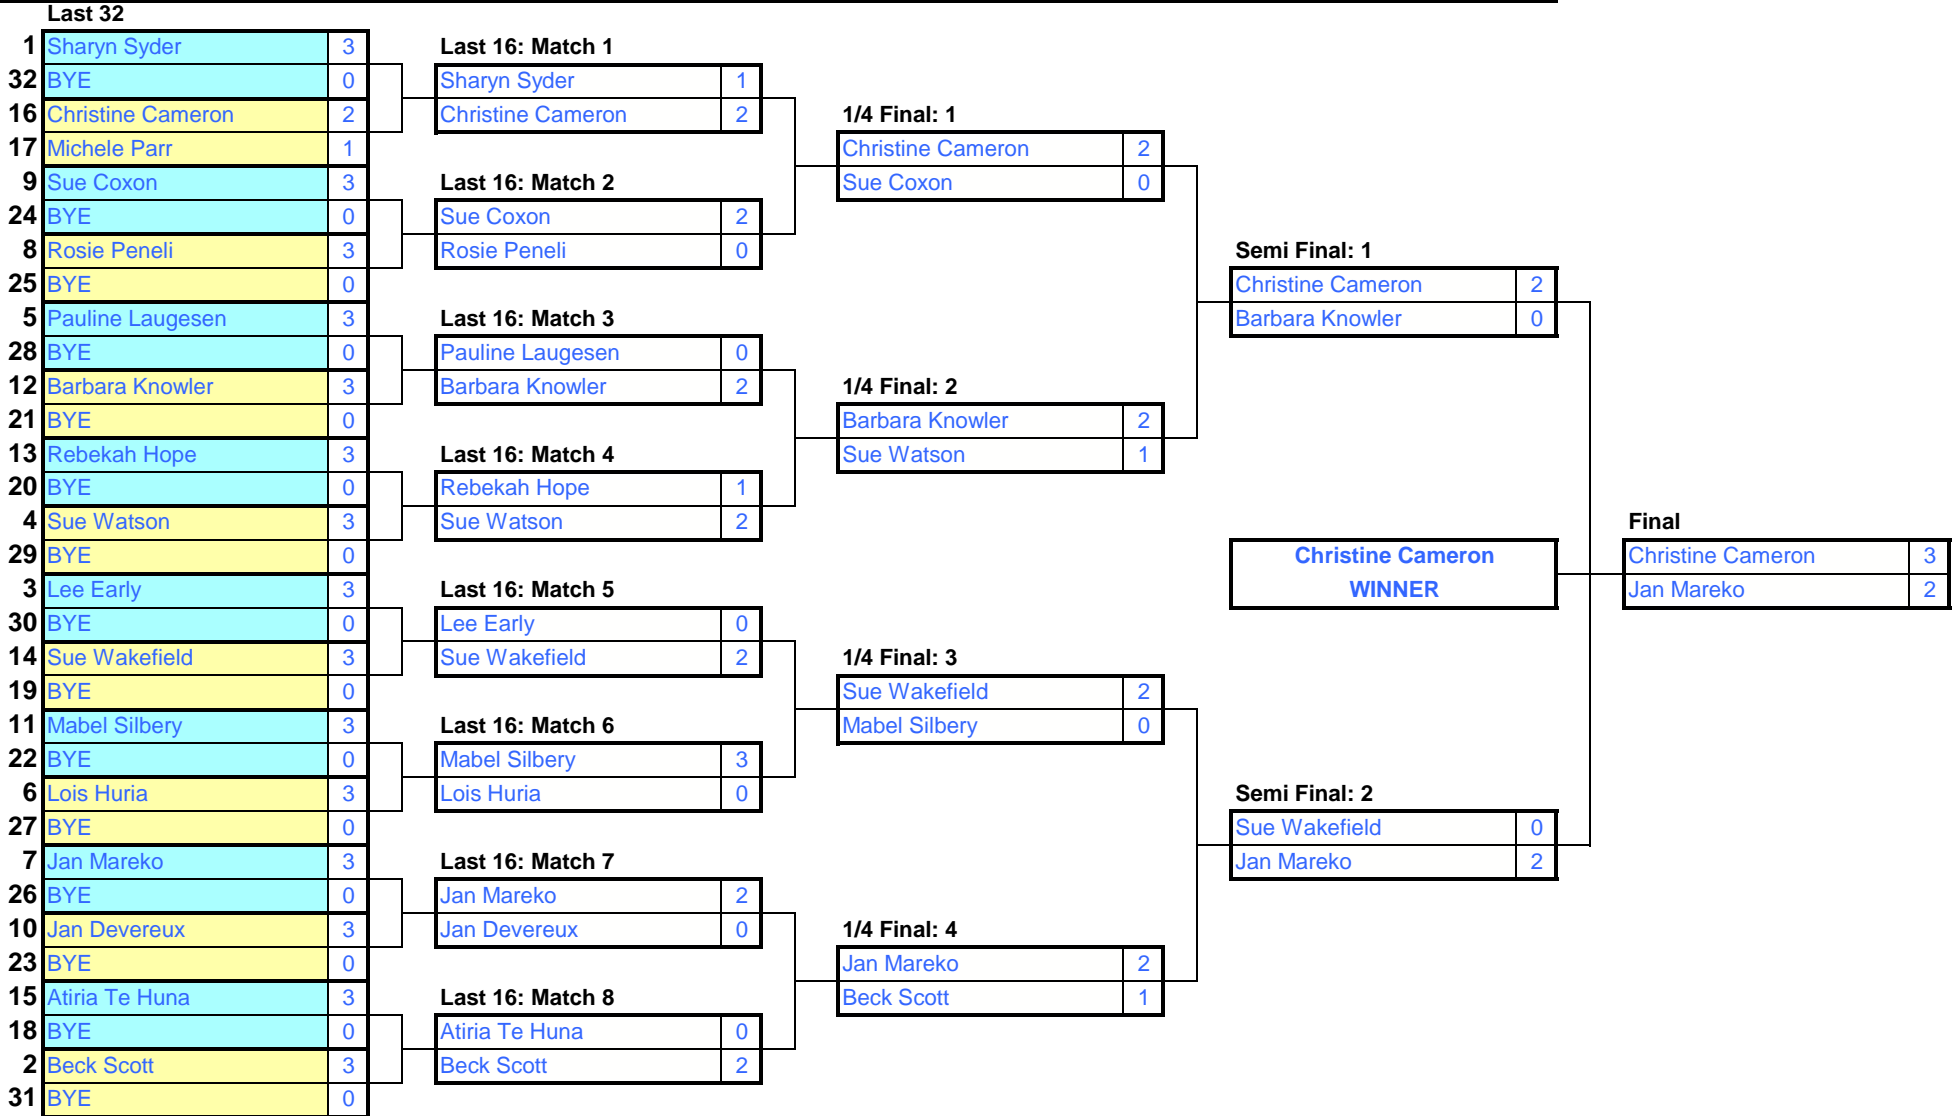 Last 32
1 Sharyn Syder 3
32 BYE 0
16 Christine Cameron 2
17 Michele Parr 1
9 Sue Coxon 3
24 BYE 0
8 Rosie Peneli 3
25 BYE 0
5 Pauline Laugesen 3
28 BYE 0
12 Barbara Knowler 3
21 BYE 0
13 Rebekah Hope 3
20 BYE 0
4 Sue Watson 3
29 BYE 0
3 Lee Early 3
30 BYE 0
14 Sue Wakefield 3
19 BYE 0
11 Mabel Silbery 3
22 BYE 0
6 Lois Huria 3
27 BYE 0
7 Jan Mareko 3
26 BYE 0
10 Jan Devereux 3
23 BYE 0
15 Atiria Te Huna 3
18 BYE 0
2 Beck Scott 3
31 BYE 0
Last 16: Match 1
Sharyn Syder 1
Christine Cameron 2
Last 16: Match 2
Sue Coxon 2
Rosie Peneli 0
Last 16: Match 3
Pauline Laugesen 0
Barbara Knowler 2
Last 16: Match 4
Rebekah Hope 1
Sue Watson 2
Last 16: Match 5
Lee Early 0
Sue Wakefield 2
Last 16: Match 6
Mabel Silbery 3
Lois Huria 0
Last 16: Match 7
Jan Mareko 2
Jan Devereux 0
Last 16: Match 8
Atiria Te Huna 0
Beck Scott 2
1/4 Final: 1
Christine Cameron 2
Sue Coxon 0
1/4 Final: 2
Barbara Knowler 2
Sue Watson 1
1/4 Final: 3
Sue Wakefield 2
Mabel Silbery 0
1/4 Final: 4
Jan Mareko 2
Beck Scott 1
Semi Final: 1
Christine Cameron 2
Barbara Knowler 0
Christine Cameron
WINNER
Semi Final: 2
Sue Wakefield 0
Jan Mareko 2
Final
Christine Cameron 3
Jan Mareko 2